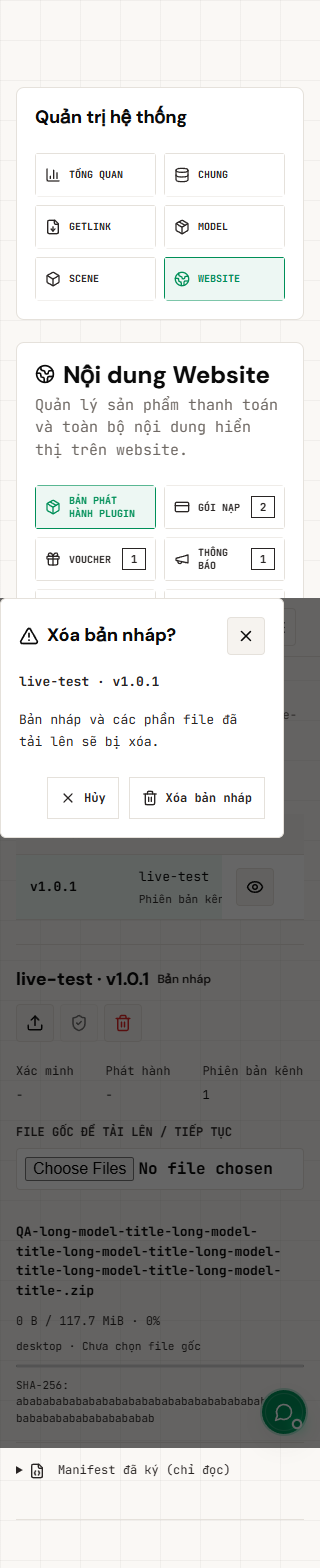 Quản trị hệ thống
TỔNG QUAN
CHUNG
GETLINK
MODEL
SCENE
WEBSITE
Nội dung Website
Quản lý sản phẩm thanh toán
và toàn bộ nội dung hiển
thị trên website.
BẢN PHÁT
HÀNH PLUGIN
GÓI NẠP 2
VOUCHER 1
THÔNG
BÁO 1
Xóa bản nháp?
live-test · v1.0.1
Bản nháp và các phần file đã
tải lên sẽ bị xóa.
Hủy
Xóa bản nháp
v1.0.1
live-test
Phiên bản
live-test · v1.0.1 Bản nháp
Xác minh Phát hành Phiên bản kênh
- - 1
FILE GỐC ĐỂ TẢI LÊN / TIẾP TỤC
Choose Files No file chosen
QA-long-model-title-long-model-
title-long-model-title-long-model-
title-long-model-title-long-model-
title-.zip
0 B / 117.7 MiB · 0%
desktop · Chưa chọn file gốc
SHA-256:
Manifest đã ký (chỉ đọc)